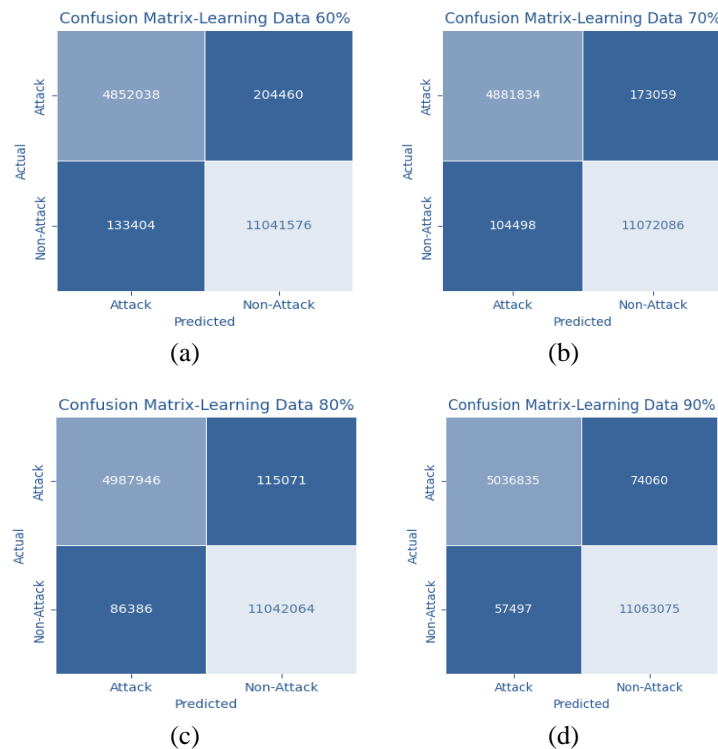 Confusion Matrix-Learning Data 60%
Attack
4852038
204460
Actual
Non-Attack
133404
11041576
Attack
Non-Attack
Predicted
(a)
Confusion Matrix-Learning Data 70%
Attack
4881834
173059
Actual
Non-Attack
104498
11072086
Attack
Non-Attack
Predicted
(b)
Confusion Matrix-Learning Data 80%
Attack
4987946
115071
Actual
Non-Attack
86386
11042064
Attack
Non-Attack
Predicted
(c)
Confusion Matrix-Learning Data 90%
Attack
5036835
74060
Actual
Non-Attack
57497
11063075
Attack
Non-Attack
Predicted
(d)